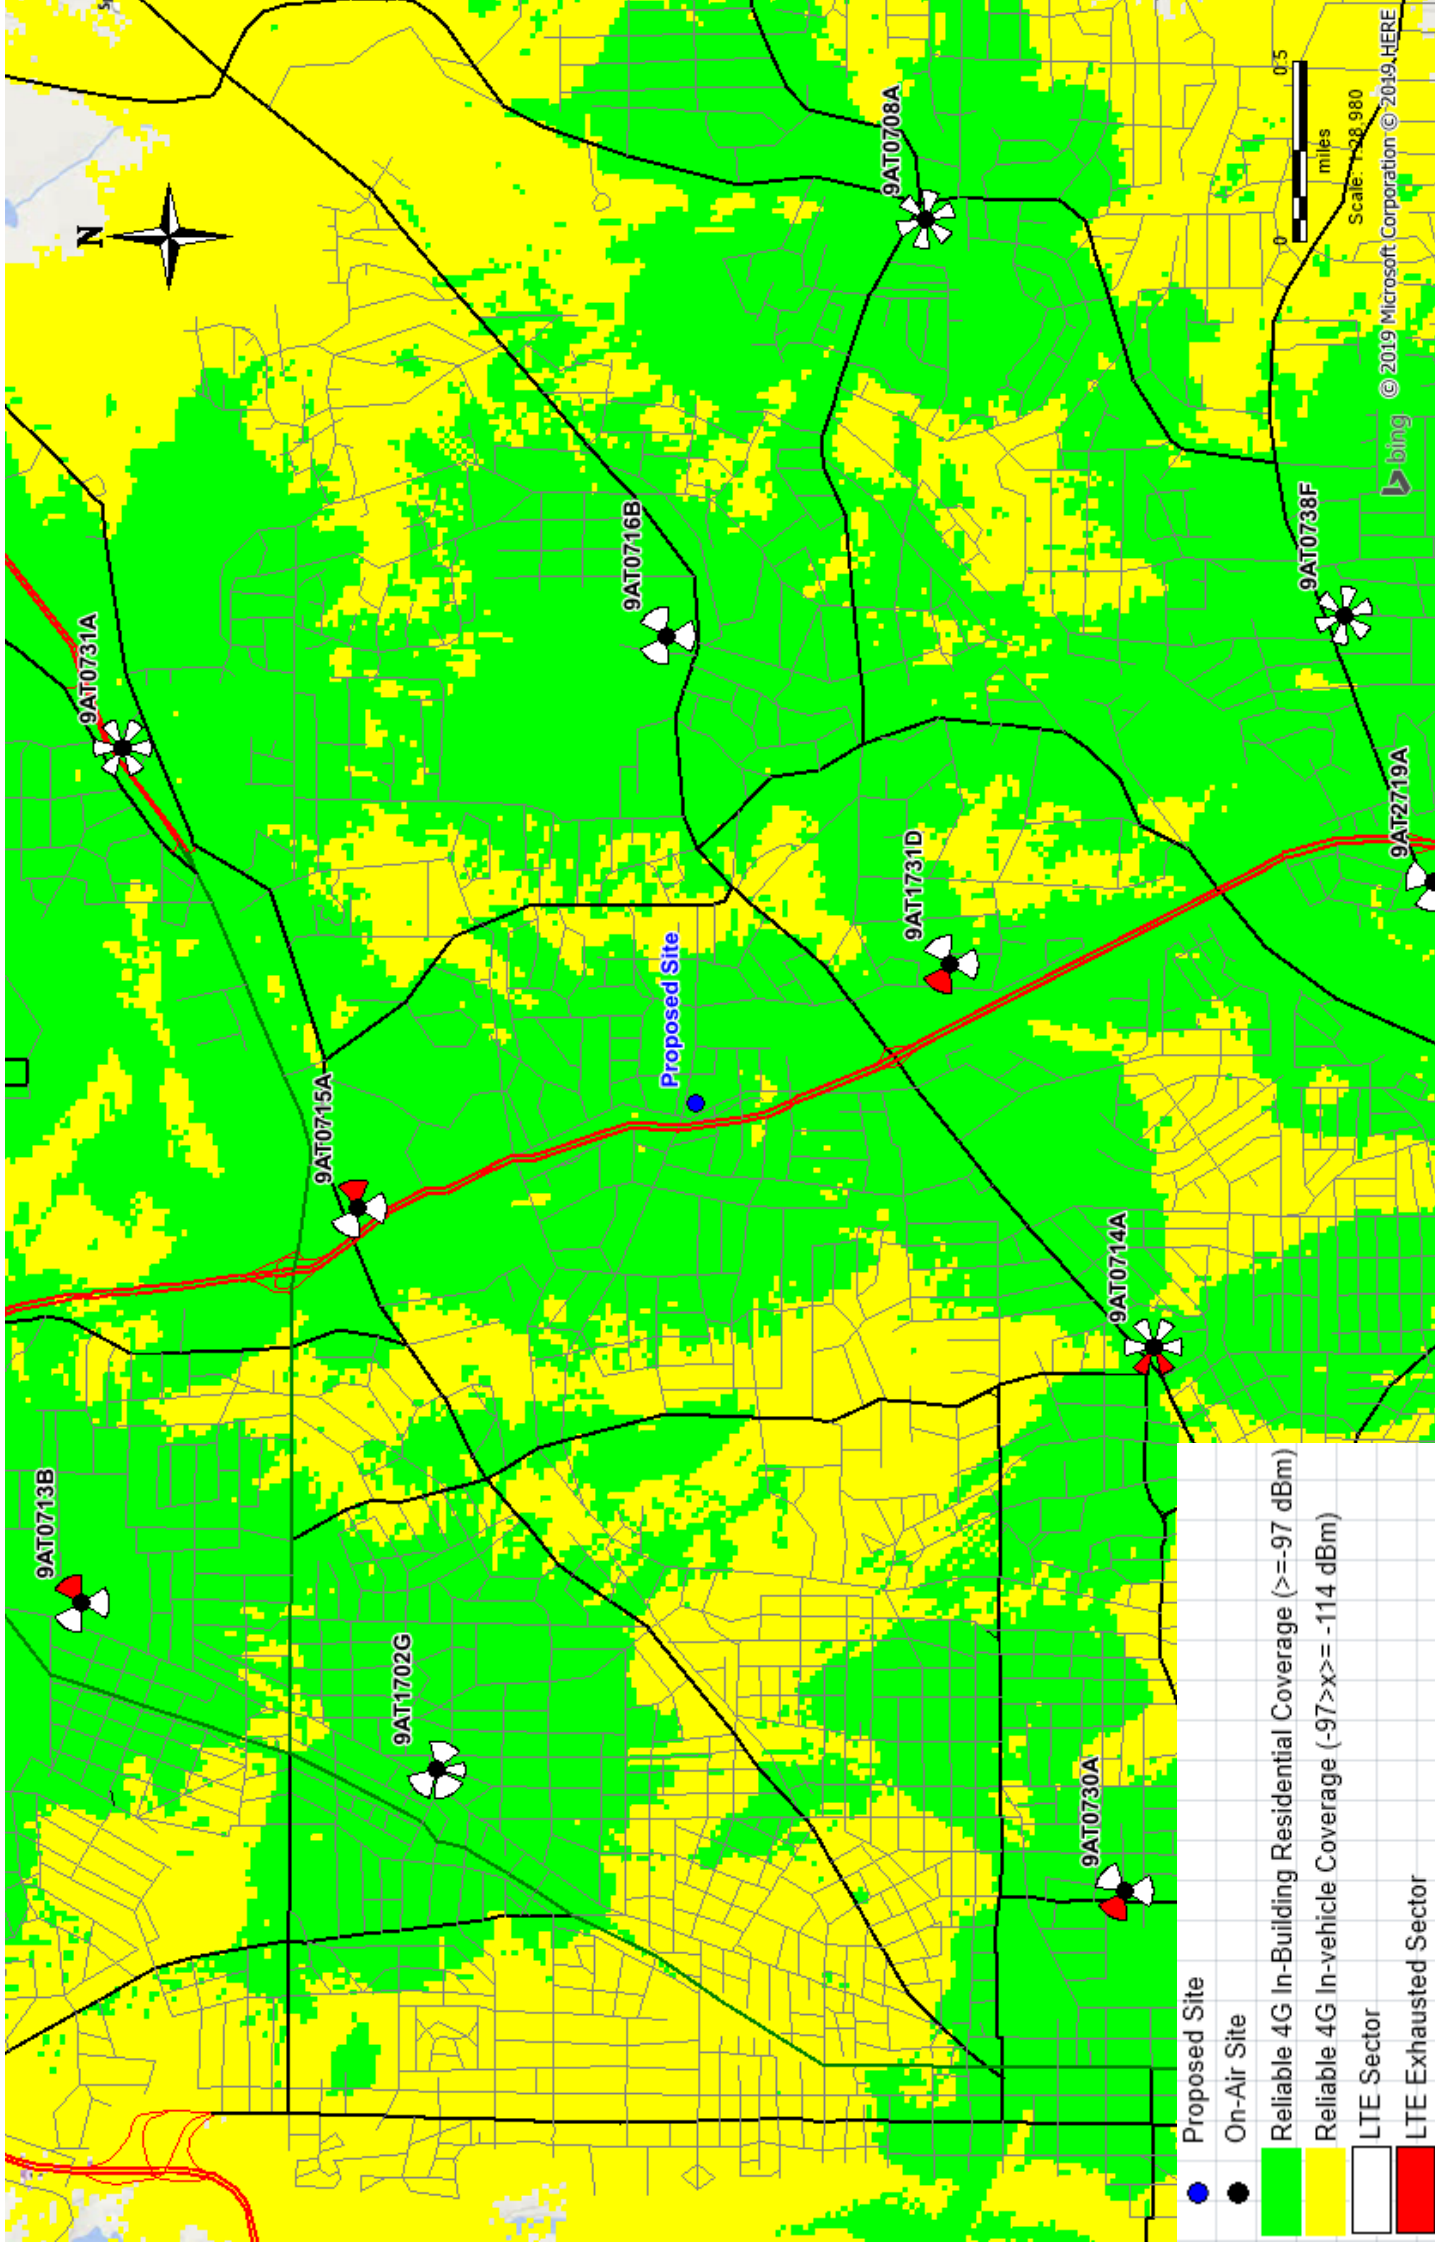 N
9AT0731A
9AT0713B
9AT0715A
9AT1702G
9AT0716B
Proposed Site
9AT0708A
9AT1731D
9AT0714A
9AT0730A
9AT0738F
9AT2719A
0 0.5
miles
Scale: 1:28,980
bing © 2019 Microsoft Corporation © 2019 HERE
Proposed Site
On-Air Site
Reliable 4G In-Building Residential Coverage (>=-97 dBm)
Reliable 4G In-vehicle Coverage (-97>x>= -114 dBm)
LTE Sector
LTE Exhausted Sector